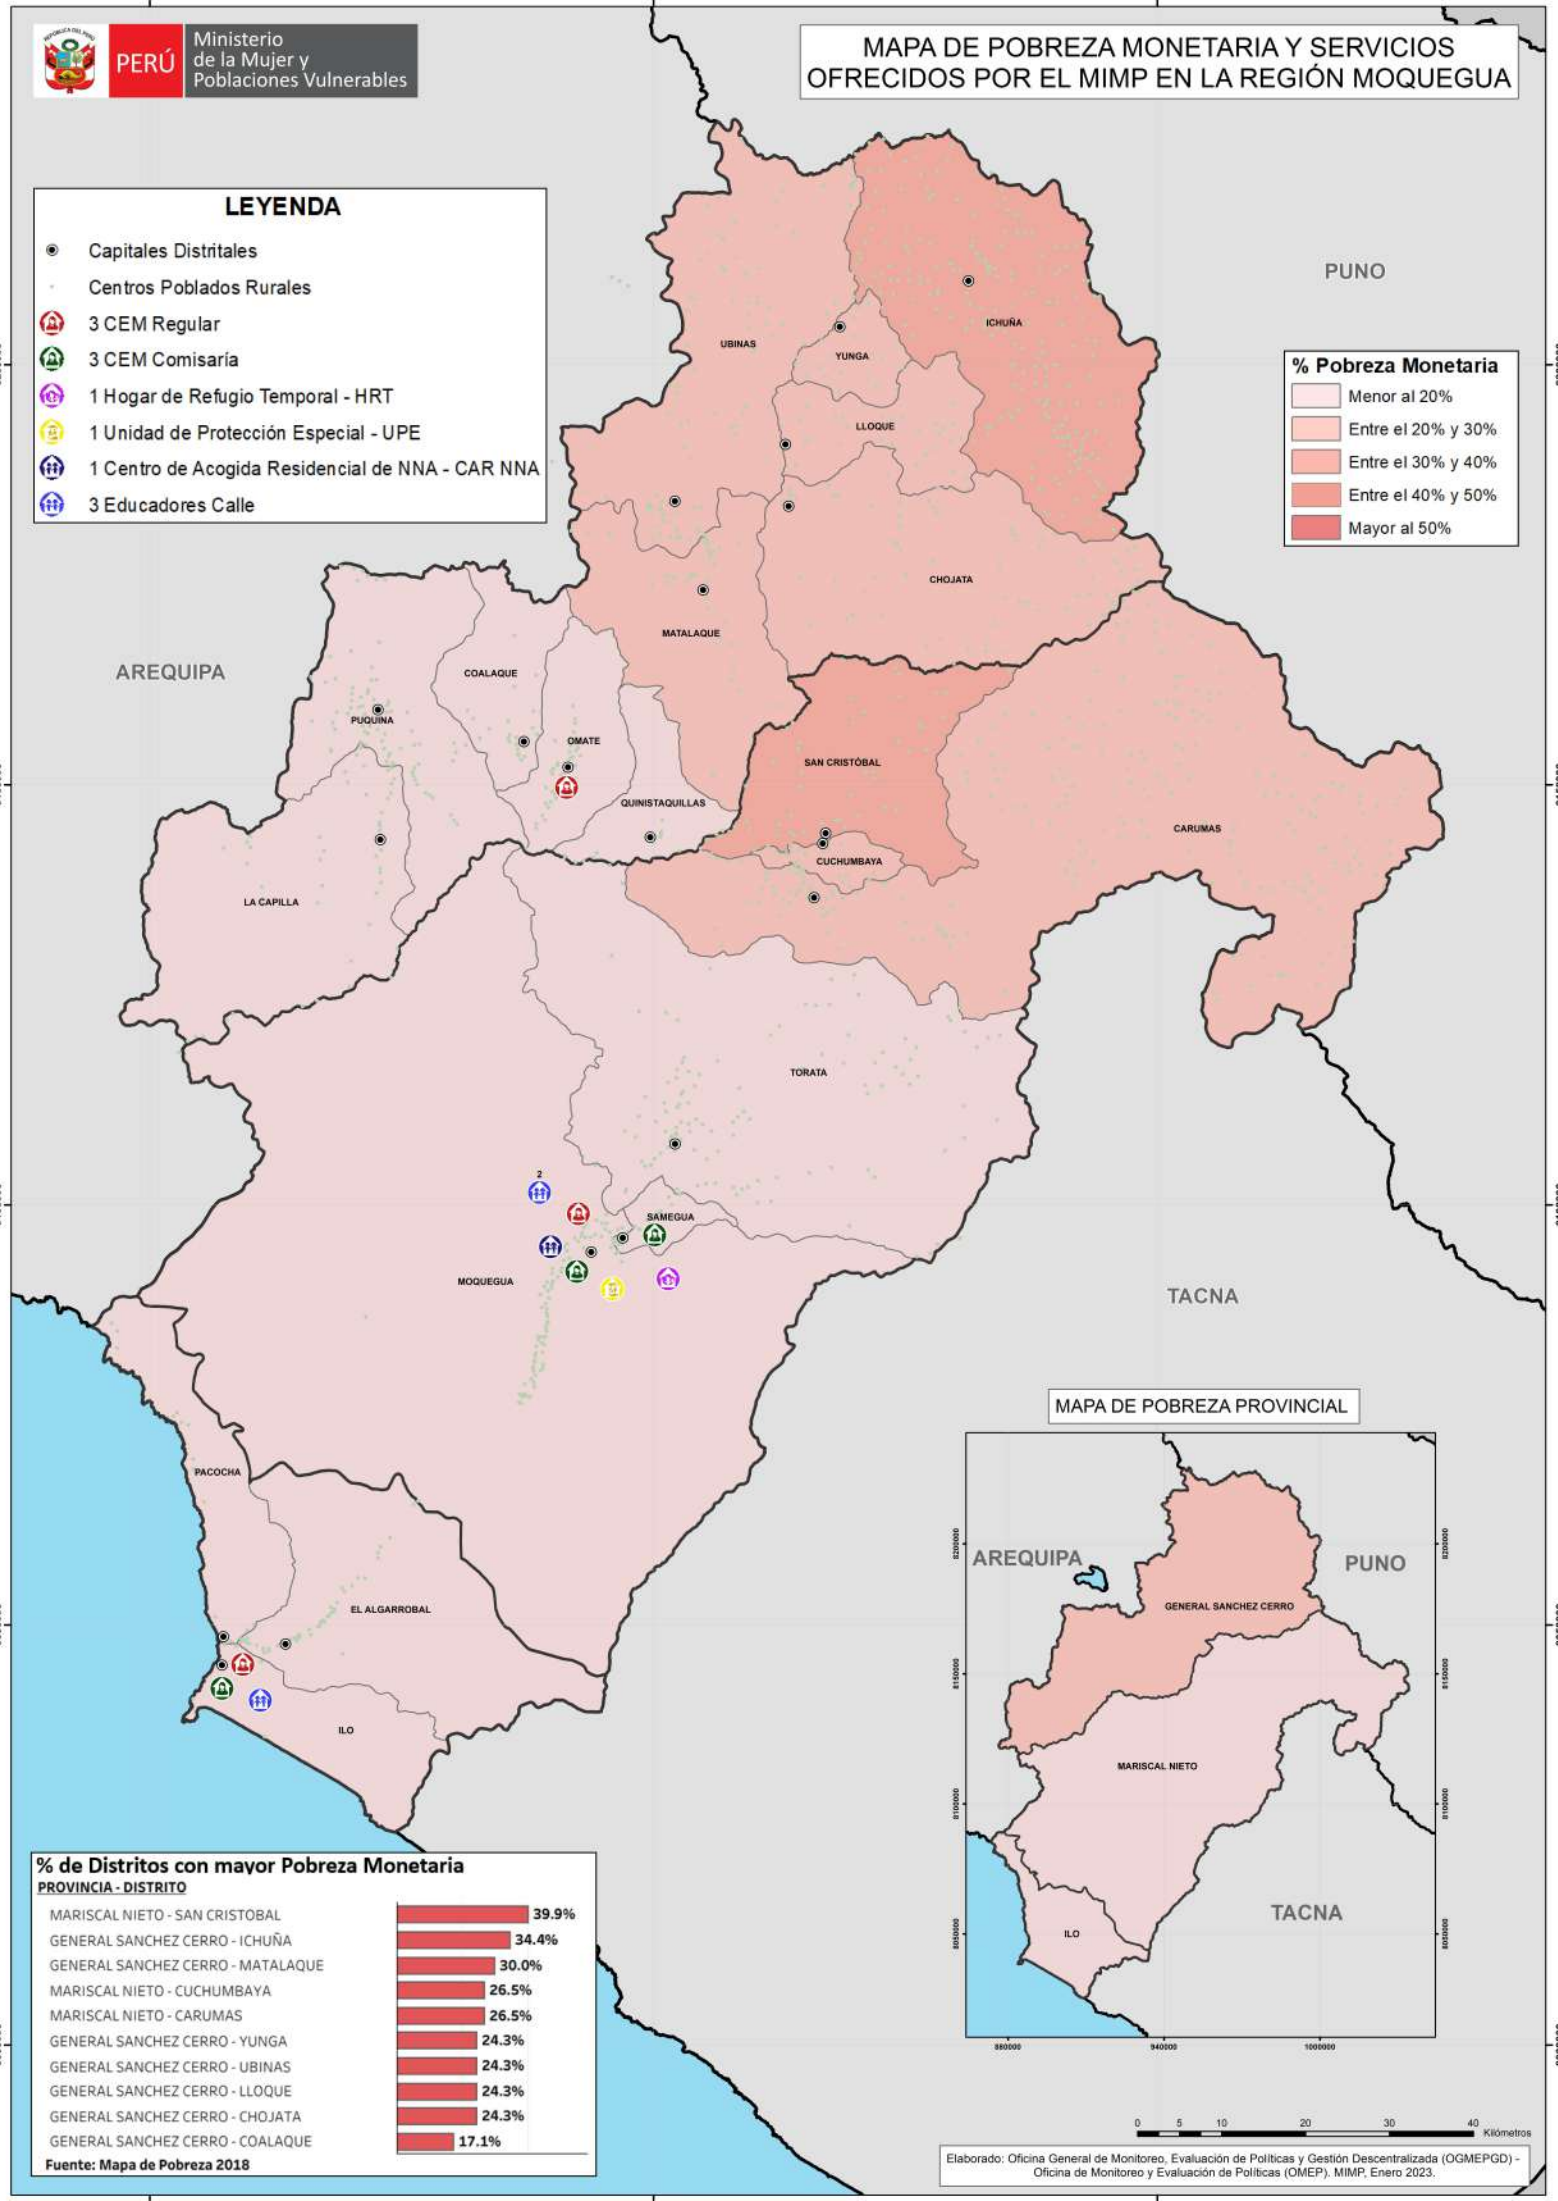 REPÚBLICA DEL PERÚ
PERÚ
Ministerio
de la Mujer y
Poblaciones Vulnerables
MAPA DE POBREZA MONETARIA Y SERVICIOS
OFRECIDOS POR EL MIMP EN LA REGIÓN MOQUEGUA
LEYENDA
Capitales Distritales
Centros Poblados Rurales
3 CEM Regular
3 CEM Comisaría
1 Hogar de Refugio Temporal - HRT
1 Unidad de Protección Especial - UPE
1 Centro de Acogida Residencial de NNA - CAR NNA
3 Educadores Calle
PUNO
% Pobreza Monetaria
Menor al 20%
Entre el 20% y 30%
Entre el 30% y 40%
Entre el 40% y 50%
Mayor al 50%
ICHUÑA
UBINAS
YUNGA
LLOQUE
CHOJATA
MATALAQUE
AREQUIPA
COALAQUE
PUQUINA
OMATE
SAN CRISTÓBAL
QUINISTAQUILLAS
CARUMAS
CUCHUMBAYA
LA CAPILLA
TORATA
2
SAMEGUA
MOQUEGUA
TACNA
PACOCHA
EL ALGARROBAL
ILO
MAPA DE POBREZA PROVINCIAL
8200000
8200000
AREQUIPA
PUNO
GENERAL SANCHEZ CERRO
8150000
8150000
MARISCAL NIETO
8100000
8100000
TACNA
ILO
8050000
8050000
880000
940000
1000000
% de Distritos con mayor Pobreza Monetaria
PROVINCIA - DISTRITO
MARISCAL NIETO - SAN CRISTOBAL 39.9%
GENERAL SANCHEZ CERRO - ICHUÑA 34.4%
GENERAL SANCHEZ CERRO - MATALAQUE 30.0%
MARISCAL NIETO - CUCHUMBAYA 26.5%
MARISCAL NIETO - CARUMAS 26.5%
GENERAL SANCHEZ CERRO - YUNGA 24.3%
GENERAL SANCHEZ CERRO - UBINAS 24.3%
GENERAL SANCHEZ CERRO - LLOQUE 24.3%
GENERAL SANCHEZ CERRO - CHOJATA 24.3%
GENERAL SANCHEZ CERRO - COALAQUE 17.1%
Fuente: Mapa de Pobreza 2018
0 5 10 20 30 40
Kilómetros
Elaborado: Oficina General de Monitoreo, Evaluación de Políticas y Gestión Descentralizada (OGMEPGD) -
Oficina de Monitoreo y Evaluación de Políticas (OMEP). MIMP, Enero 2023.